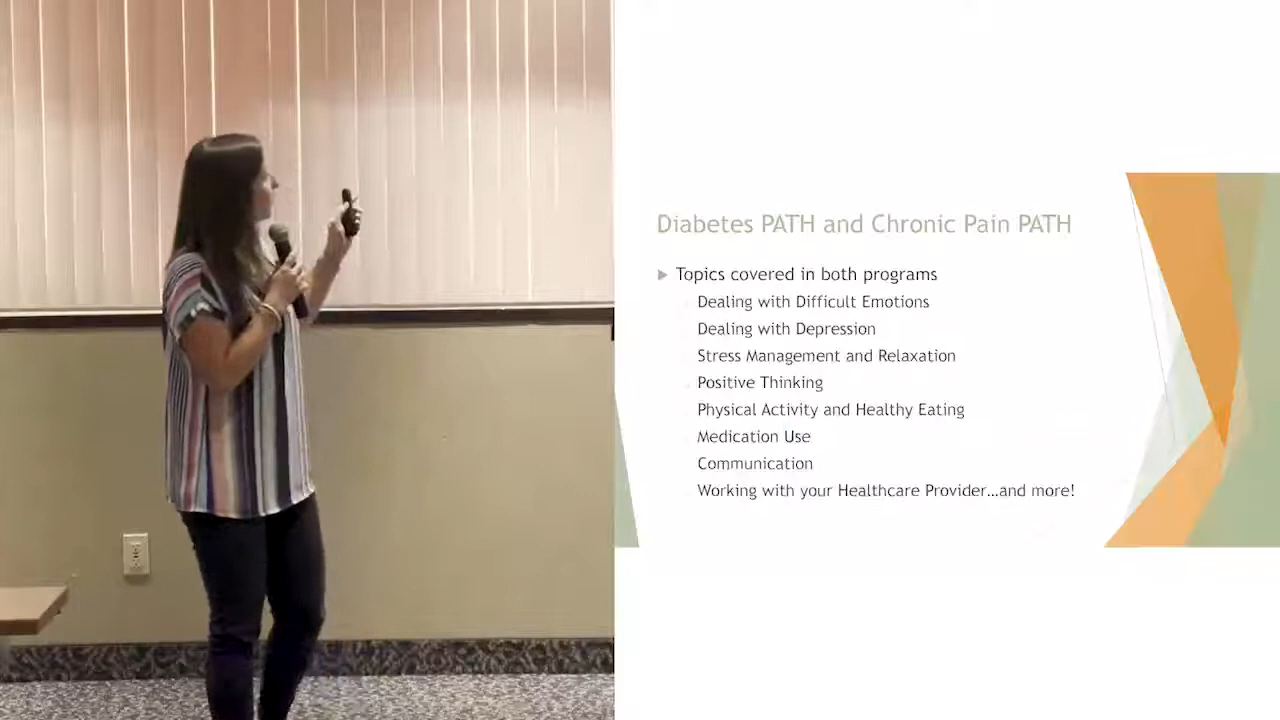 Diabetes PATH and Chronic Pain PATH
Topics covered in both programs
Dealing with Difficult Emotions
Dealing with Depression
Stress Management and Relaxation
Positive Thinking
Physical Activity and Healthy Eating
Medication Use
Communication
Working with your Healthcare Provider…and more!